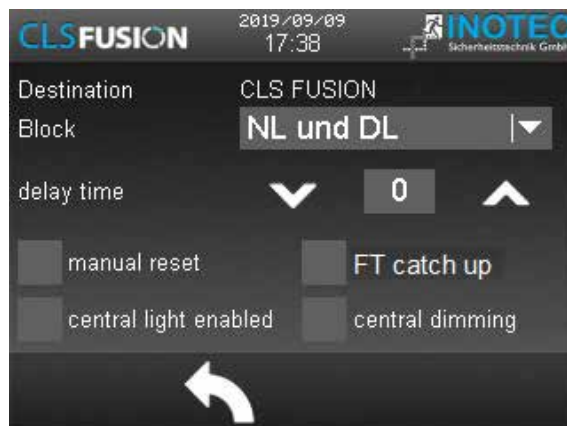 CLSFUSION
2019/09/09
17:38
INOTEC
Sicherheitstechnik GmbH
Destination CLS FUSION
Block NL und DL
delay time 0
manual reset FT catch up
central light enabled central dimming